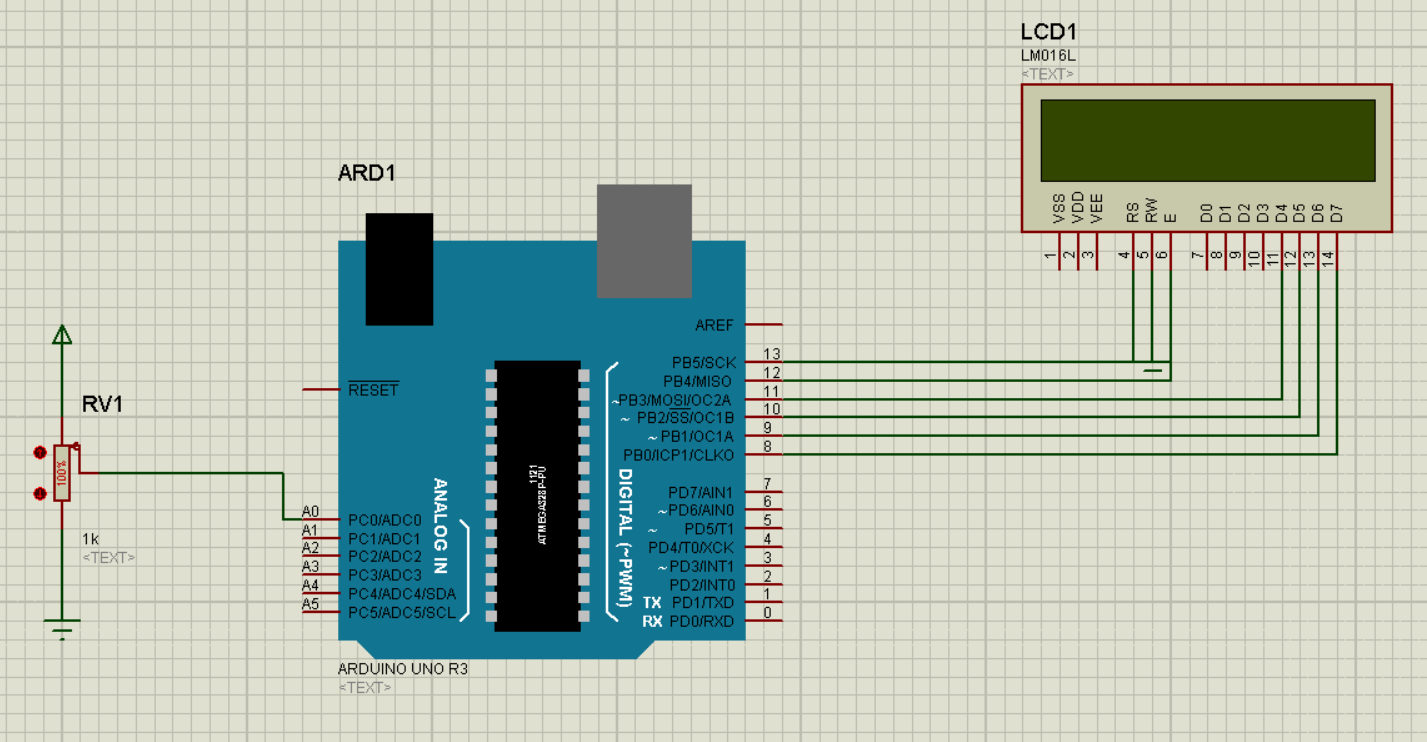 LCD1
LM016L
<TEXT>
VSS
VDD
VEE
RS
RW
E
D0
D1
D2
D3
D4
D5
D6
D7
1
2
3
4
5
6
7
8
9
10
11
12
13
14
ARD1
RV1
100%
1k
<TEXT>
RESET
AREF
PB5/SCK 13
PB4/MISO 12
~PB3/MOSI/OC2A 11
~ PB2/SS/OC1B 10
~ PB1/OC1A 9
PB0/ICP1/CLKO 8
PD7/AIN1 7
~PD6/AIN0 6
~ PD5/T1 5
PD4/T0/XCK 4
~PD3/INT1 3
PD2/INT0 2
TX PD1/TXD 1
RX PD0/RXD 0
DIGITAL (~PWM)
1121
ATMEGA328P-PU
ANALOG IN
A0 PC0/ADC0
A1 PC1/ADC1
A2 PC2/ADC2
A3 PC3/ADC3
A4 PC4/ADC4/SDA
A5 PC5/ADC5/SCL
ARDUINO UNO R3
<TEXT>